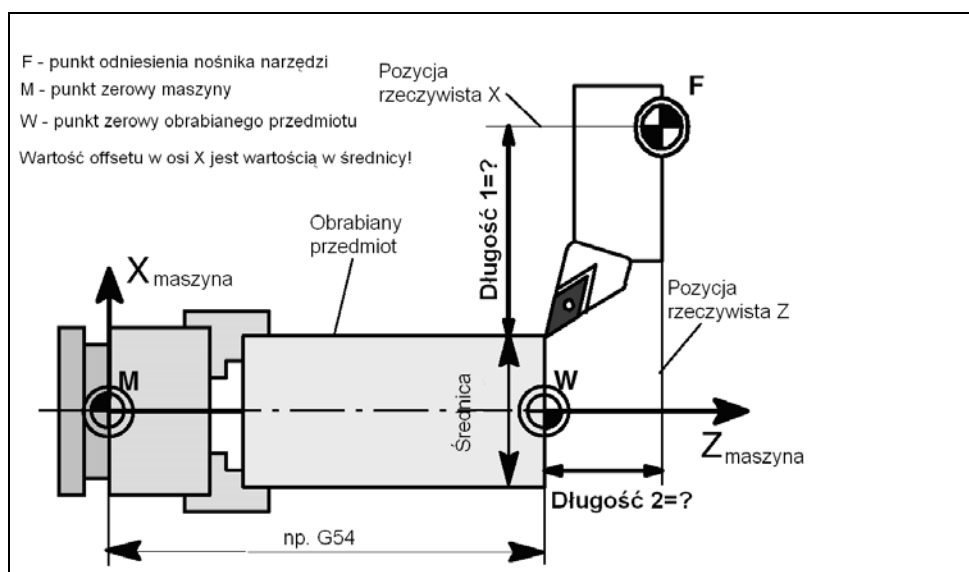 F - punkt odniesienia nośnika narzędzi
M - punkt zerowy maszyny
W - punkt zerowy obrabianego przedmiotu
Wartość offsetu w osi X jest wartością w średnicy!
Pozycja
rzeczywista X
F
Długość 1=?
Obrabiany
przedmiot
X maszyna
Pozycja
rzeczywista Z
M
W
Średnica
Z maszyna
Długość 2=?
np. G54